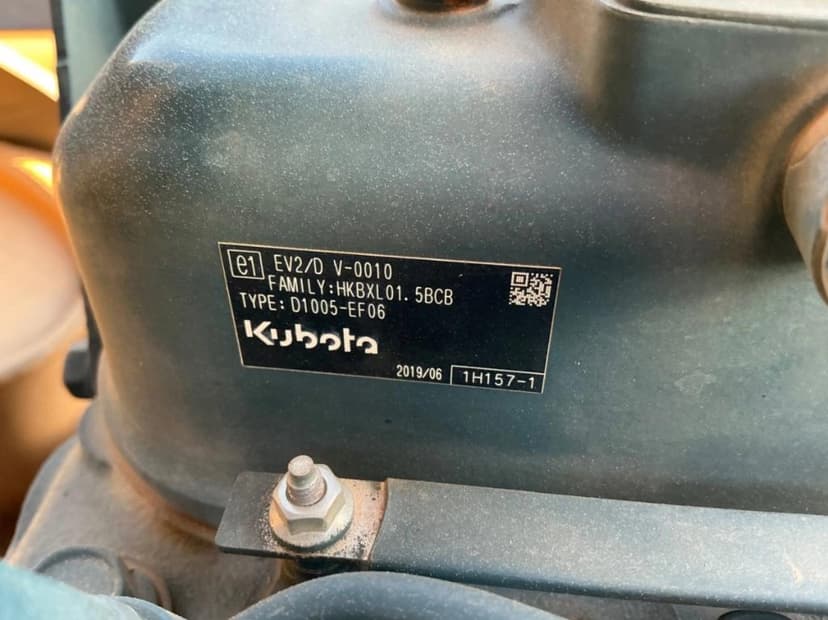 e1 EV2/D V-0010
FAMILY:HKBXL01.5BCB
TYPE: D1005-EF06
Kubota
2019/06 1H157-1